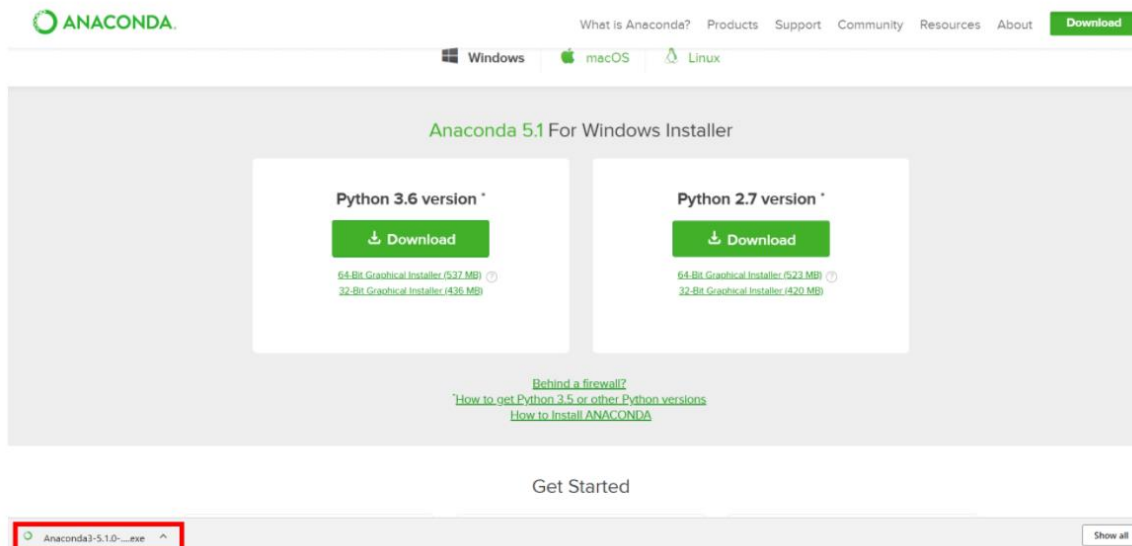 ANACONDA.
What is Anaconda? Products Support Community Resources About Download
Windows macOS Linux
Anaconda 5.1 For Windows Installer
Python 3.6 version *
Download
64-Bit Graphical Installer (537 MB) ?
32-Bit Graphical Installer (436 MB)
Python 2.7 version *
Download
64-Bit Graphical Installer (523 MB) ?
32-Bit Graphical Installer (420 MB)
Behind a firewall?
*How to get Python 3.5 or other Python versions
How to Install ANACONDA
Get Started
Anaconda3-5.1.0-....exe
Show all